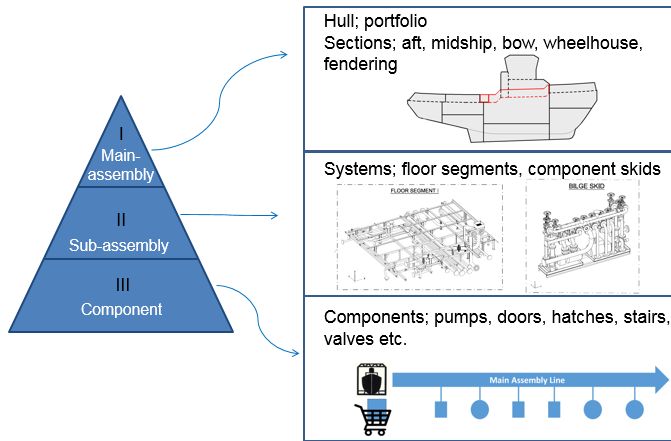 I
Main-
assembly
II
Sub-assembly
III
Component
Hull; portfolio
Sections; aft, midship, bow, wheelhouse,
fendering
Systems; floor segments, component skids
FLOOR SEGMENT I
BILGE SKID
Components; pumps, doors, hatches, stairs,
valves etc.
Main Assembly Line